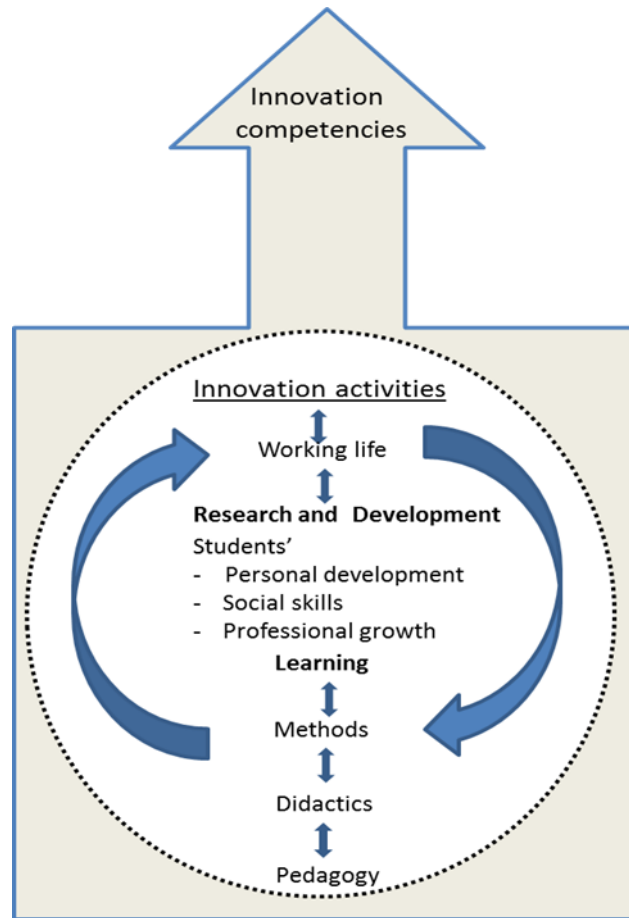 Innovation
competencies
Innovation activities
Working life
Research and Development
Students’
- Personal development
- Social skills
- Professional growth
Learning
Methods
Didactics
Pedagogy